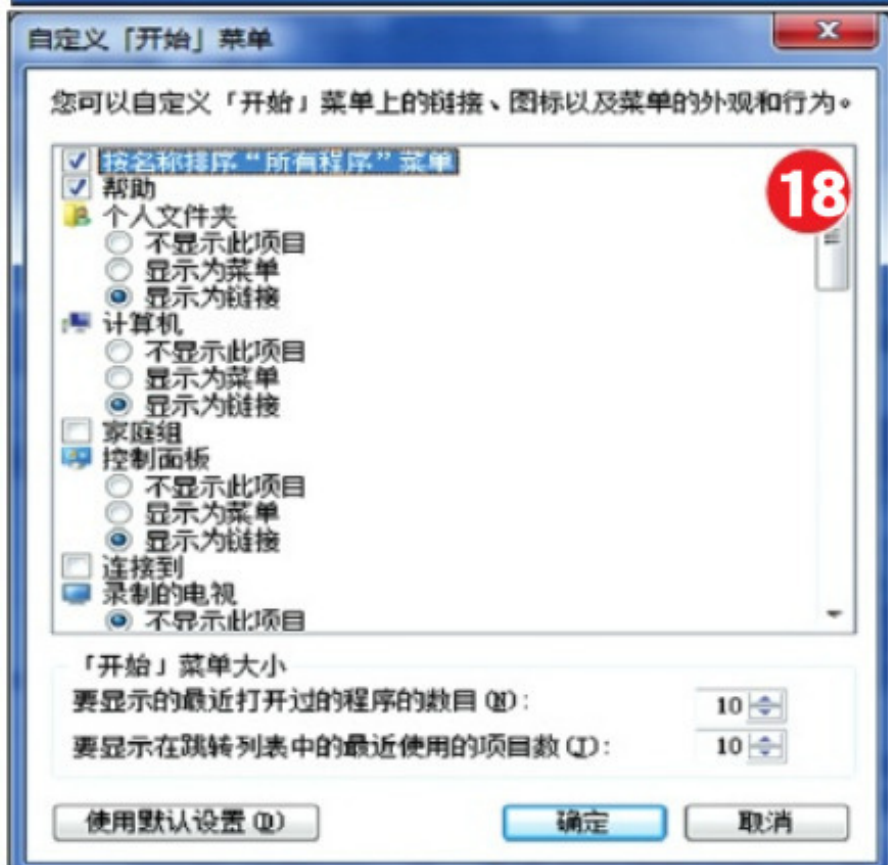 自定义「开始」菜单
您可以自定义「开始」菜单上的链接、图标以及菜单的外观和行为。
按名称排序“所有程序”菜单
18
帮助
个人文件夹
不显示此项目
显示为菜单
显示为链接
计算机
不显示此项目
显示为菜单
显示为链接
家庭组
控制面板
不显示此项目
显示为菜单
显示为链接
连接到
录制的电视
不显示此项目
「开始」菜单大小
要显示的最近打开过的程序的数目(N): 10
要显示在跳转列表中的最近使用的项目数(J): 10
使用默认设置(D) 确定 取消